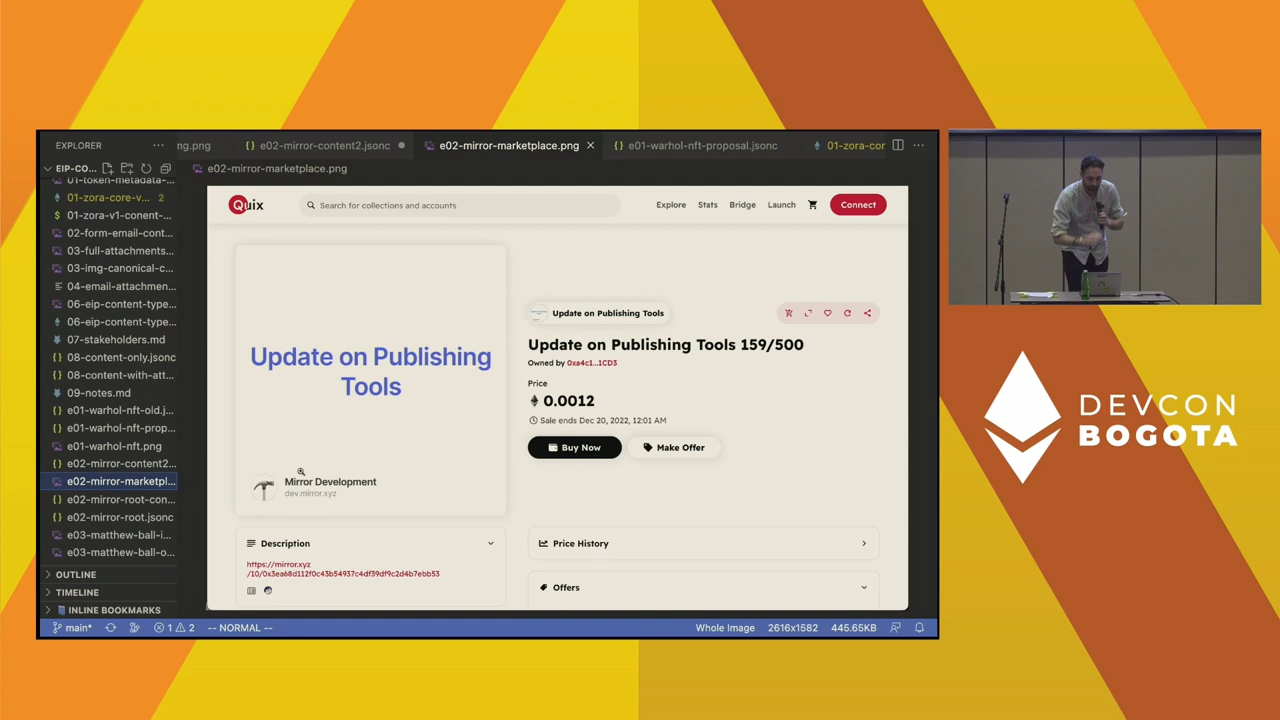 EXPLORER
ng.png
e02-mirror-content2.jsonc
e02-mirror-marketplace.png
e01-warhol-nft-proposal.jsonc
01-zora-cor
EIP-CO...
e02-mirror-marketplace.png
01-token-metadata-
01-zora-core-v... 2
01-zora-v1-conent-...
02-form-email-cont...
03-full-attachments...
03-img-canonical-c...
04-email-attachmen...
06-eip-content-type...
06-eip-content-type...
07-stakeholders.md
08-content-only.jsonc
08-content-with-att...
09-notes.md
e01-warhol-nft-old.j...
e01-warhol-nft-prop...
e01-warhol-nft.png
e02-mirror-content2...
e02-mirror-marketpl...
e02-mirror-root-con...
e02-mirror-root.jsonc
e03-matthew-ball-i...
e03-matthew-ball-o...
OUTLINE
TIMELINE
INLINE BOOKMARKS
Quix
Search for collections and accounts
Explore
Stats
Bridge
Launch
Connect
Update on Publishing
Tools
Mirror Development
dev.mirror.xyz
Update on Publishing Tools
Update on Publishing Tools 159/500
Owned by 0xa4c1...1CD3
Price
0.0012
Sale ends Dec 20, 2022, 12:01 AM
Buy Now
Make Offer
Description
https://mirror.xyz
/10/0x3ea68d112f0c43b54937c4df39df9c2d4b7ebb53
Price History
Offers
main*
1
2
-- NORMAL --
Whole Image
2616x1582
445.65KB
DEVCON
BOGOTA